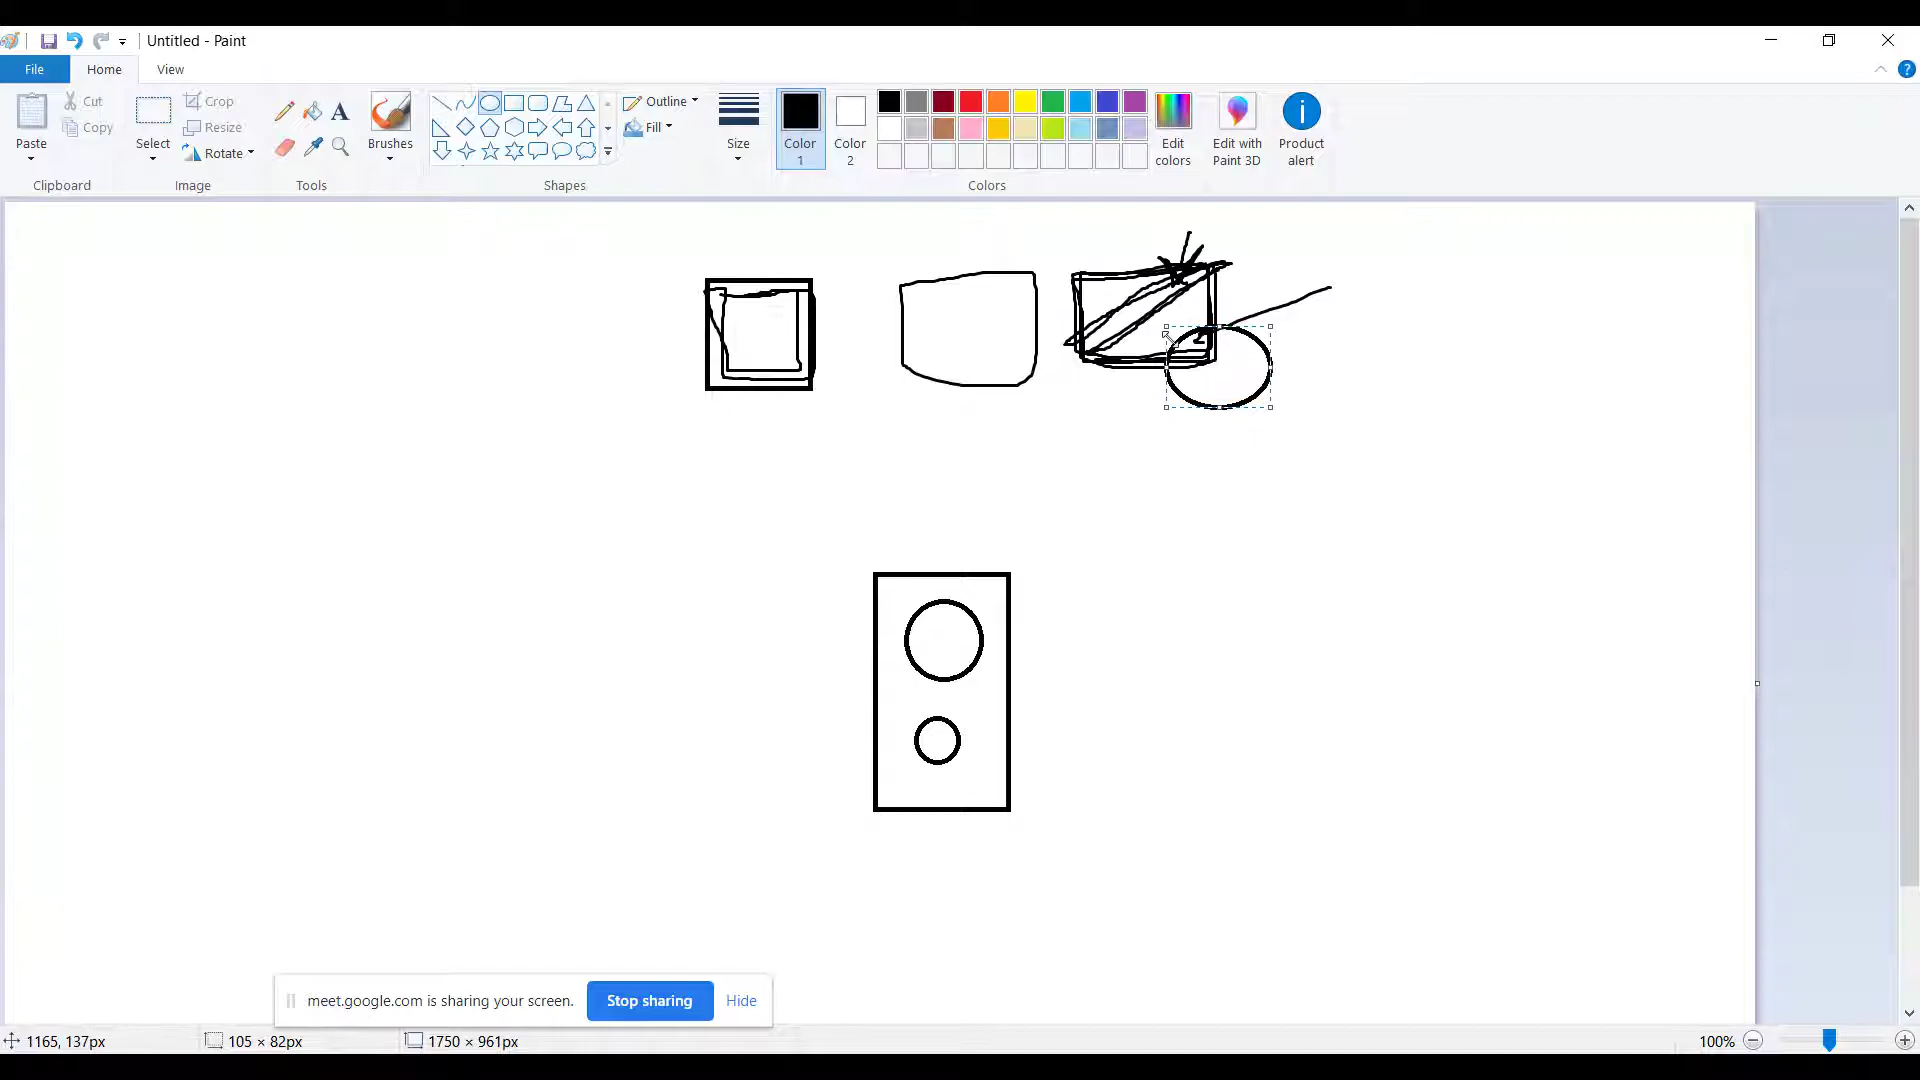 Untitled - Paint
File Home View
Paste
Cut
Copy
Clipboard
Select
Crop
Resize
Rotate
Image
A
Tools
Brushes
Shapes
Outline
Fill
Size
Color 1
Color 2
Colors
Edit colors
Edit with Paint 3D
Product alert
?
2
meet.google.com is sharing your screen. Stop sharing Hide
1165, 137px 105 × 82px 1750 × 961px 100%